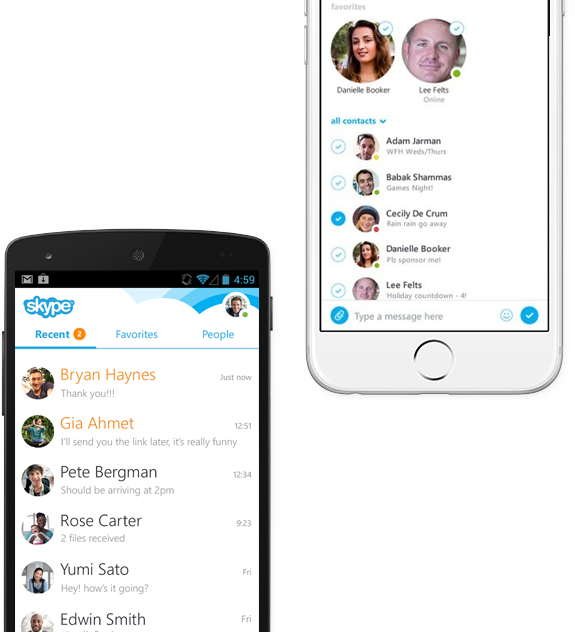 favorites
Danielle Booker
Lee Felts
Online
all contacts
Adam Jarman
WFH Weds/Thurs
Babak Shammas
Games Night!
Cecily De Crum
Rain rain go away
Danielle Booker
Plz sponsor me!
Lee Felts
Holiday countdown - 4!
Type a message here
4:59
skype
Recent 2
Favorites
People
Bryan Haynes
Just now
Thank you!!!
Gia Ahmet
12:51
I'll send you the link later, it's really funny
Pete Bergman
12:34
Should be arriving at 2pm
Rose Carter
9:23
2 files received
Yumi Sato
Fri
Hey! how's it going?
Edwin Smith
Fri